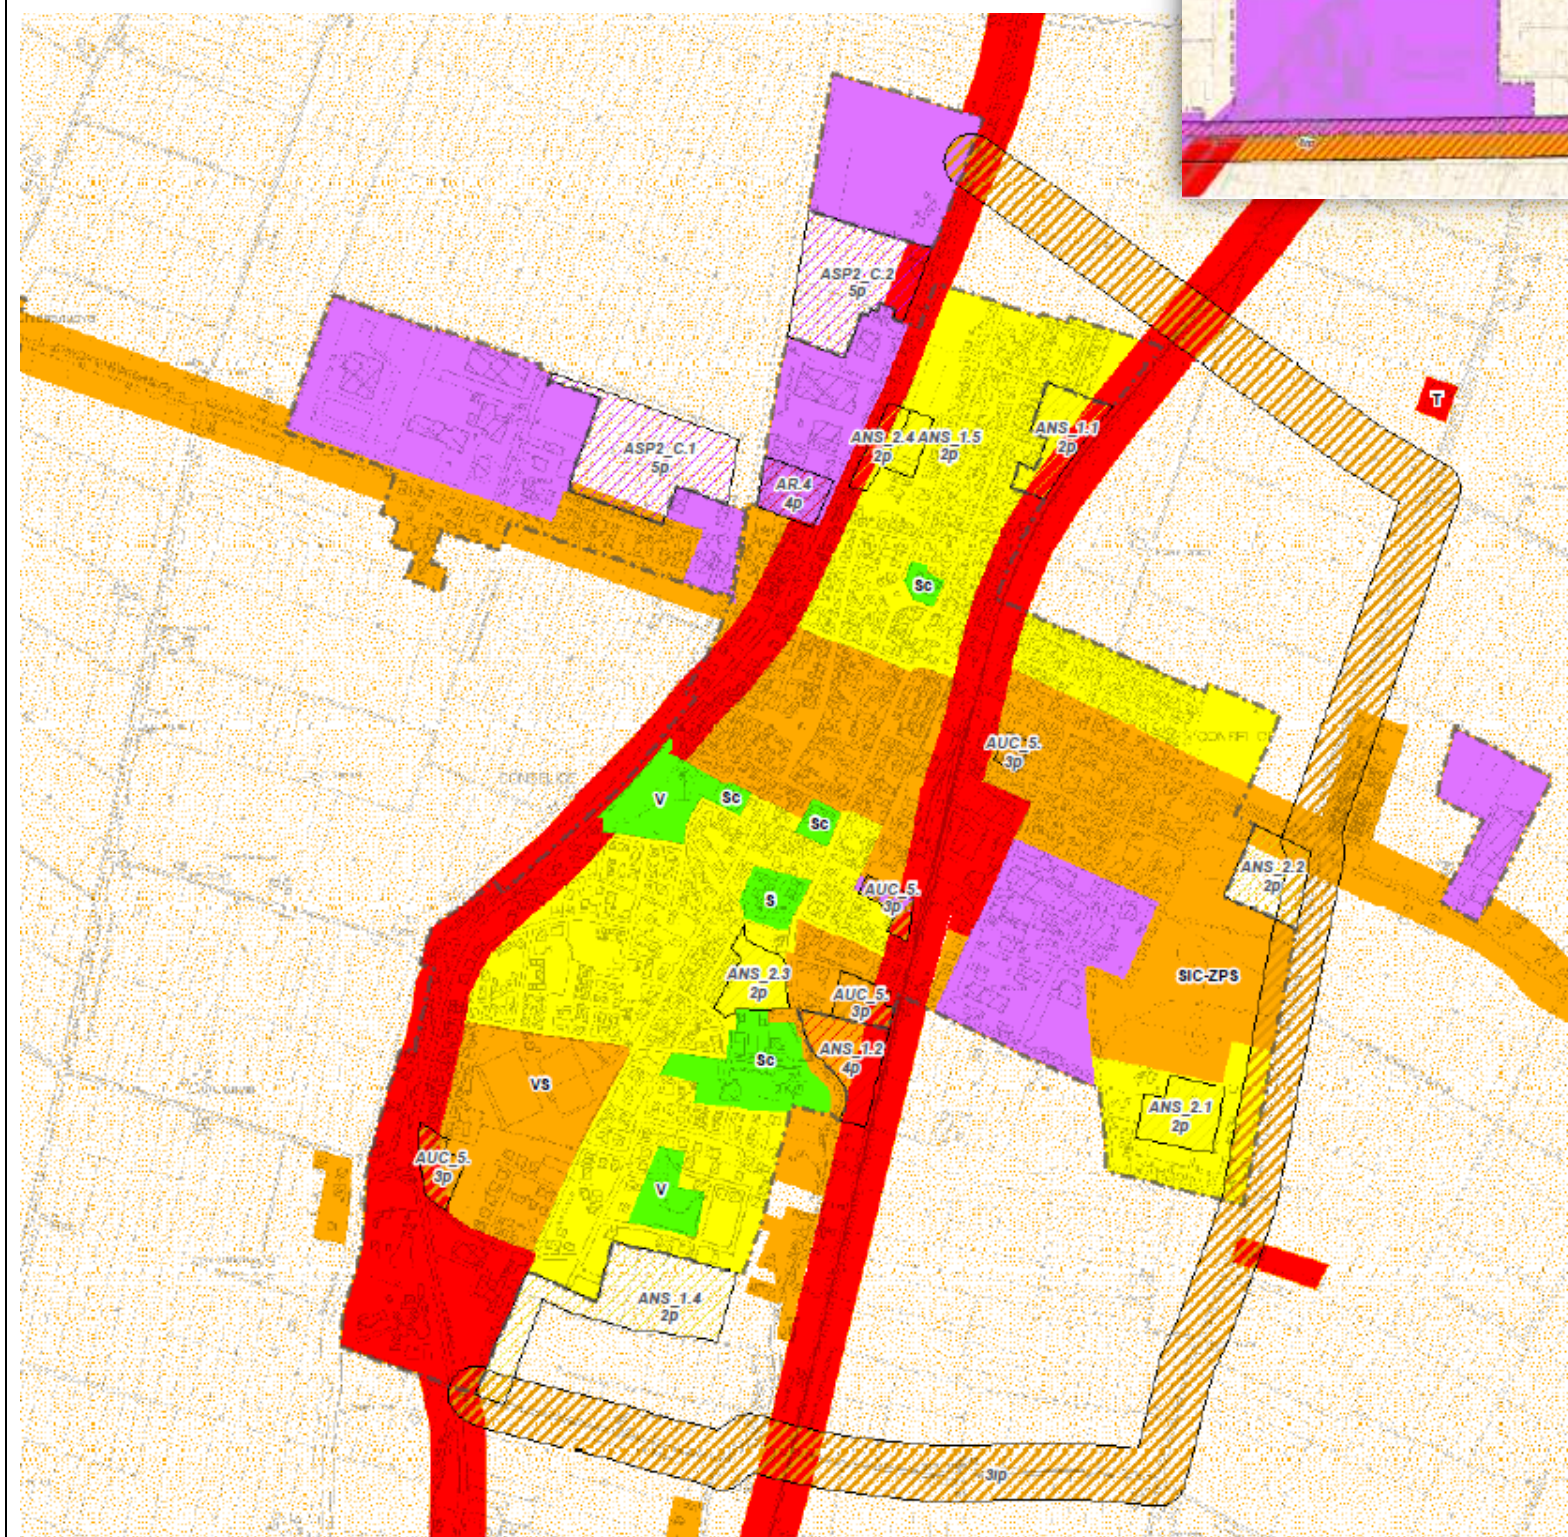 ASP2_C.2
5p
T
ASP2_C.1
5p
ANS_2.4
2p
ANS_1.5
2p
ANS_1.1
2p
AR.4
4p
Sc
AUC_5.
3p
CONSELICE
V
Sc
Sc
ANS_2.2
2p
AUC_5.
3p
S
SIC-ZPS
ANS_2.3
2p
AUC_5.
3p
ANS_1.2
4p
Sc
VS
ANS_2.1
2p
AUC_5.
3p
V
ANS_1.4
2p